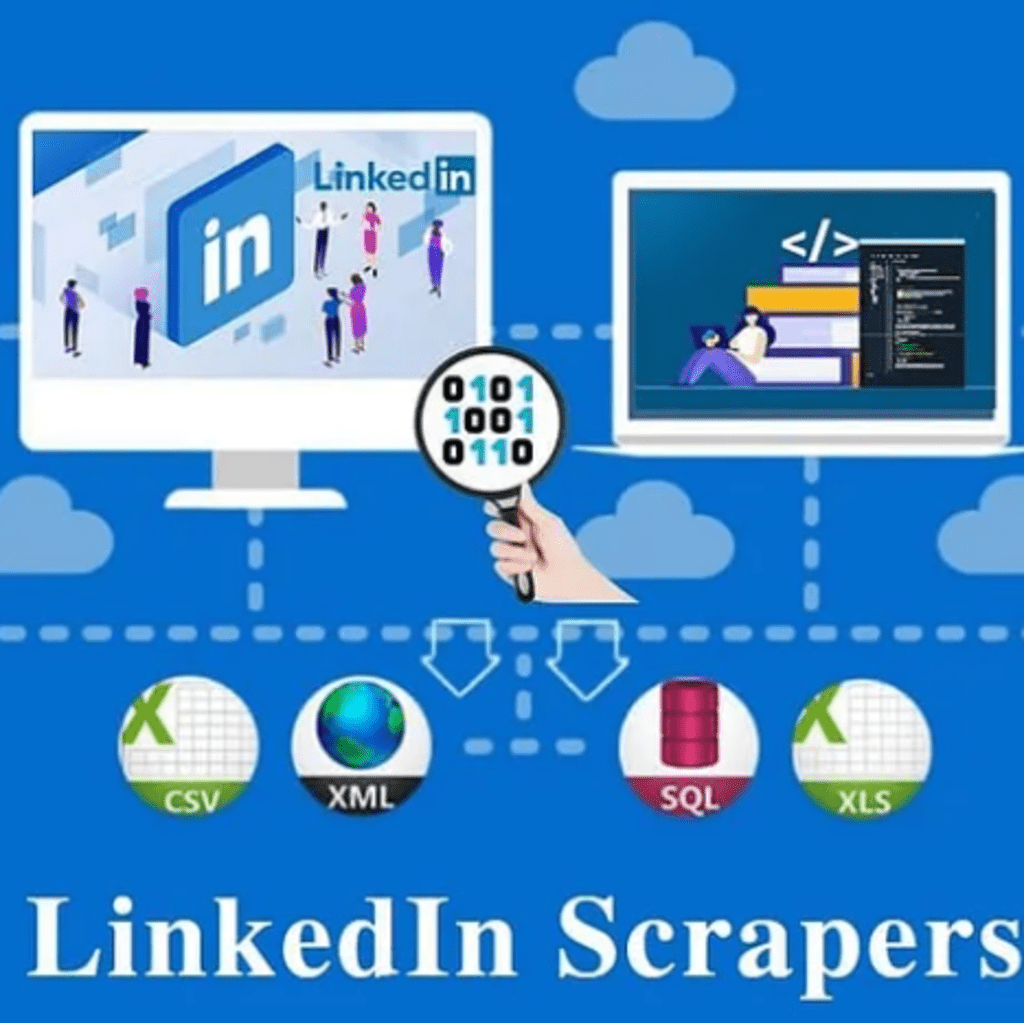 LinkedIn
in
</>
0101
1001
0110
CSV
XML
SQL
XLS
LinkedIn Scrapers